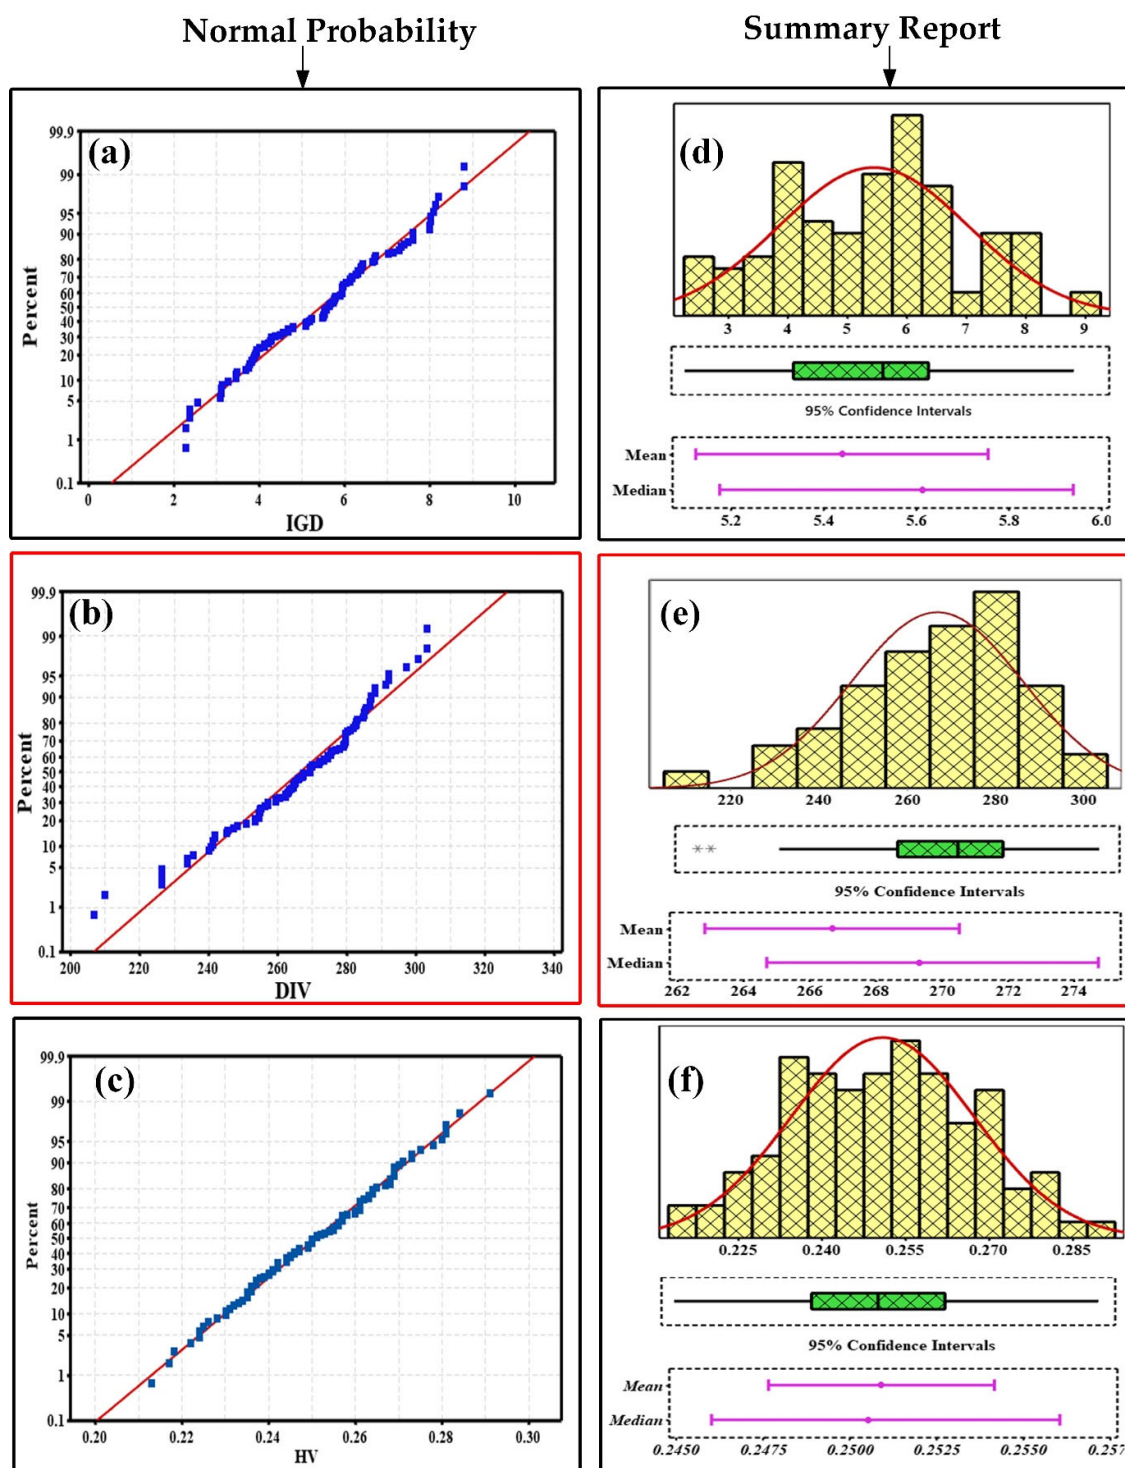 Normal Probability
Summary Report
(a)
99.9
99
95
90
80
70
60
50
40
30
20
10
5
1
0.1
Percent
0 2 4 6 8 10
IGD
(d)
3 4 5 6 7 8 9
95% Confidence Intervals
Mean
Median
5.2 5.4 5.6 5.8 6.0
(b)
99.9
99
95
90
80
70
60
50
40
30
20
10
5
1
0.1
Percent
200 220 240 260 280 300 320 340
DIV
(e)
220 240 260 280 300
**
95% Confidence Intervals
Mean
Median
262 264 266 268 270 272 274
(c)
99.9
99
95
90
80
70
60
50
40
30
20
10
5
1
0.1
Percent
0.20 0.22 0.24 0.26 0.28 0.30
HV
(f)
0.225 0.240 0.255 0.270 0.285
95% Confidence Intervals
Mean
Median
0.2450 0.2475 0.2500 0.2525 0.2550 0.257